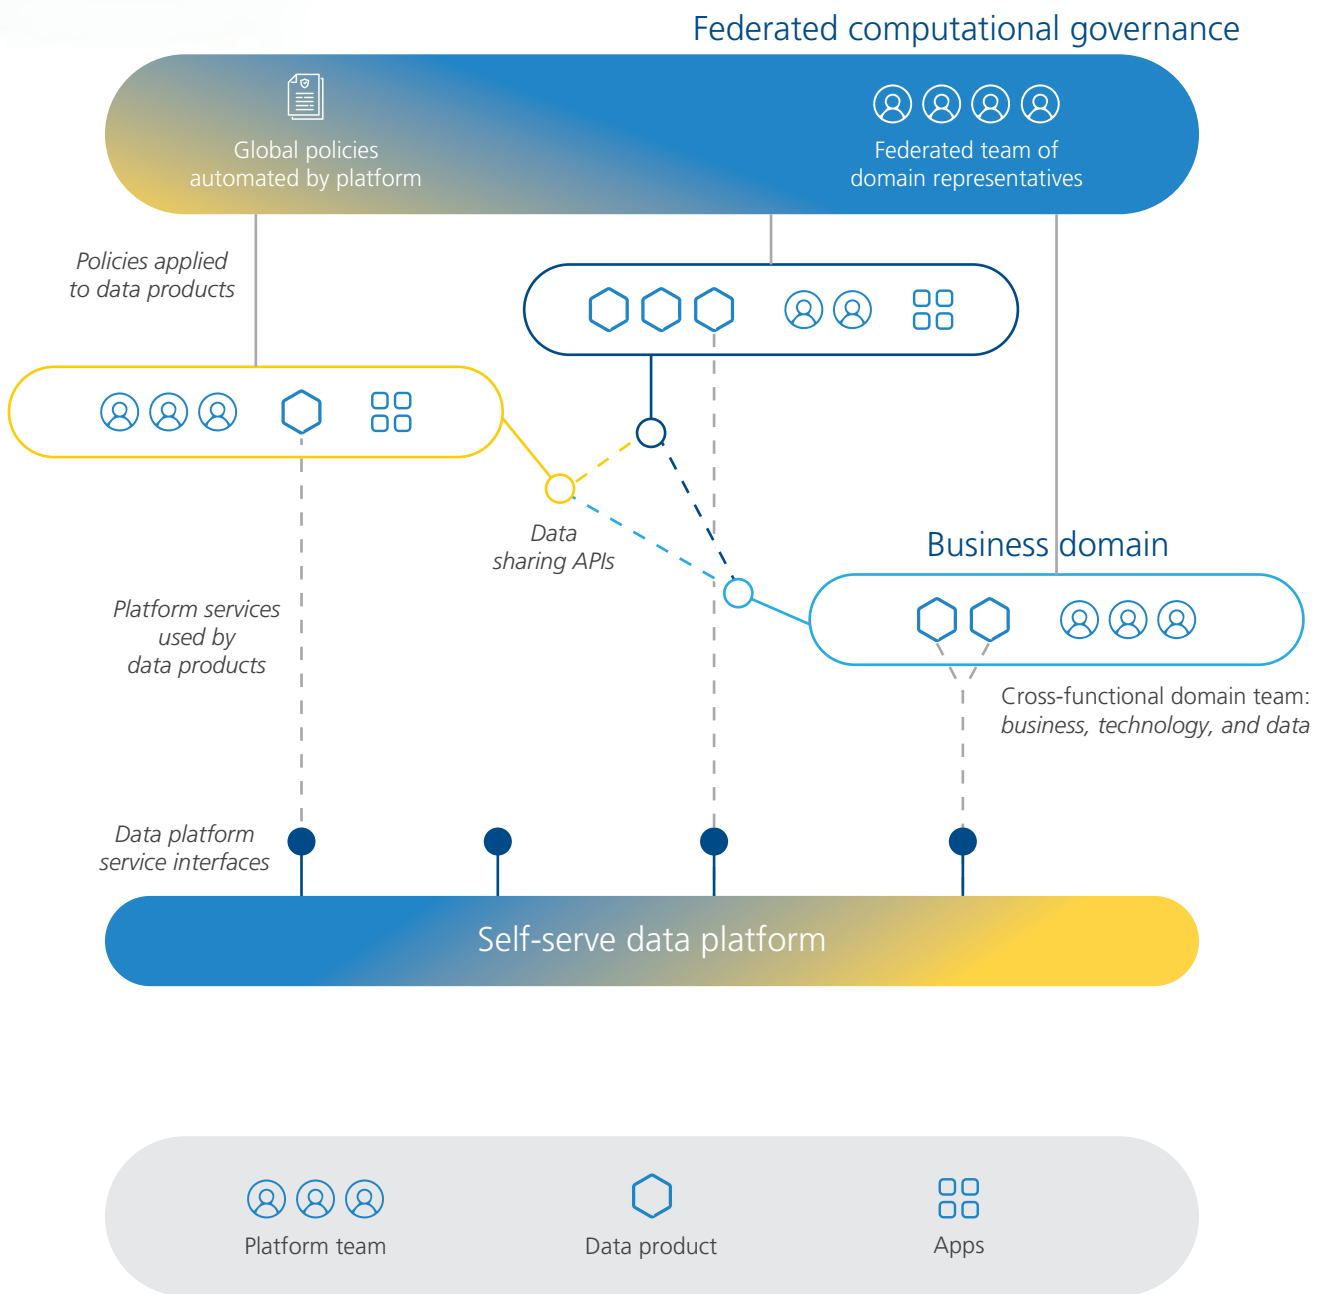 Federated computational governance
Global policies
automated by platform
Federated team of
domain representatives
Policies applied
to data products
Data
sharing APIs
Business domain
Platform services
used by
data products
Cross-functional domain team:
business, technology, and data
Data platform
service interfaces
Self-serve data platform
Platform team
Data product
Apps